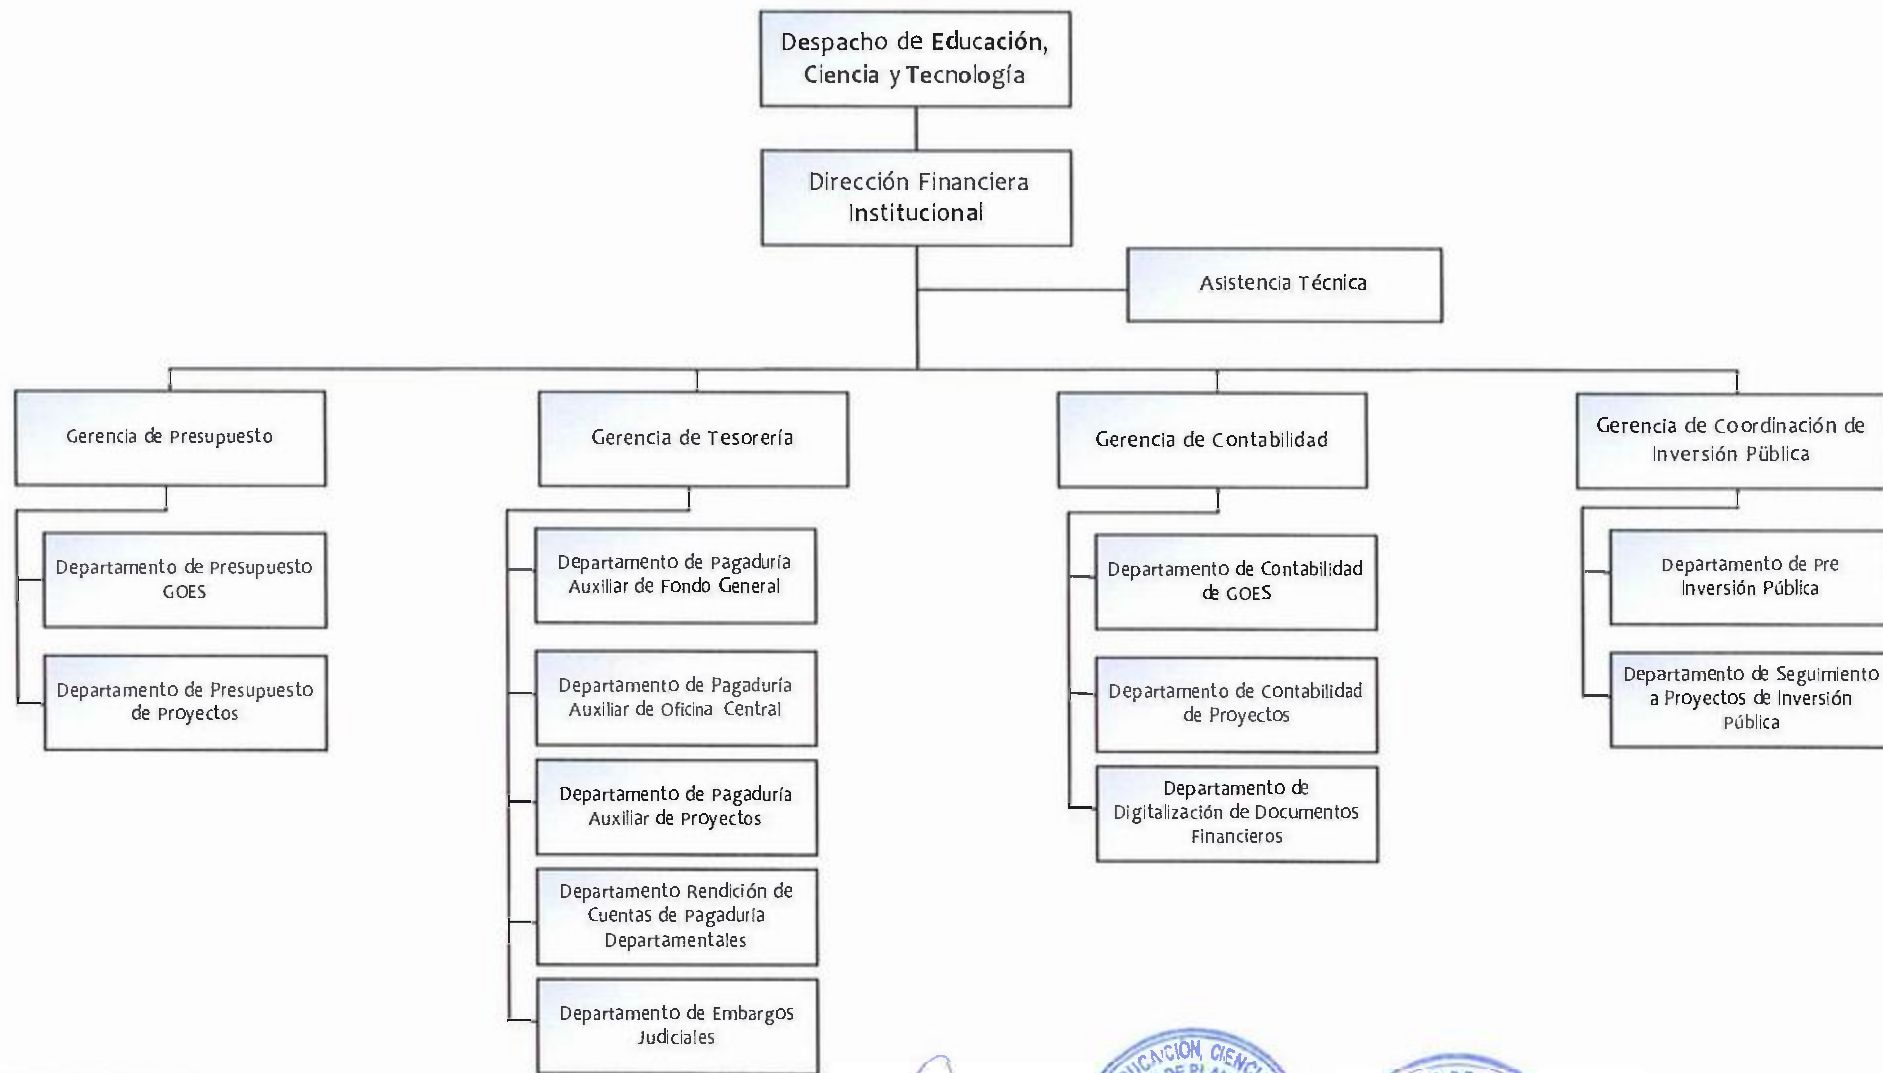 Despacho de Educación,
Ciencia y Tecnología
Dirección Financiera
Institucional
Asistencia Técnica
Gerencia de Presupuesto
Departamento de Presupuesto
GOES
Departamento de Presupuesto
de Proyectos
Gerencia de Tesorería
Departamento de Pagaduría
Auxiliar de Fondo General
Departamento de Pagaduría
Auxiliar de Oficina Central
Departamento de Pagaduría
Auxiliar de Proyectos
Departamento Rendición de
Cuentas de Pagaduría
Departamentales
Departamento de Embargos
Judiciales
Gerencia de Contabilidad
Departamento de Contabilidad
de GOES
Departamento de Contabilidad
de Proyectos
Departamento de
Digitalización de Documentos
Financieros
Gerencia de Coordinación de
Inversión Pública
Departamento de Pre
Inversión Pública
Departamento de Seguimiento
a Proyectos de Inversión
Pública